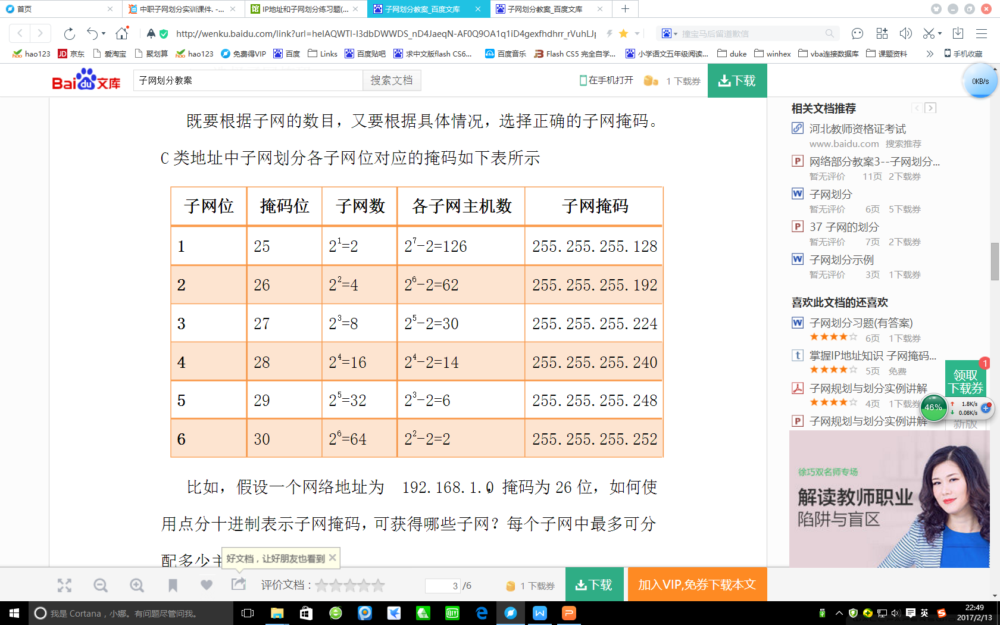 首页
中职子网划分实训课件. -...
IP地址和子网划分练习题(...
子网划分教案_百度文库
子网划分教案_百度文库
http://wenku.baidu.com/link?url=helAQWTl-I3dbDWWDS_nD4JaeqN-AF0Q9OA1q1iD4gexfhdhrr_rVuhLJ
撞宝马后留道歉信
hao123 京东 爱淘宝 聚划算 hao123 免费得VIP 百度 Links 百度贴吧 求中文版flash CS6... 百度音乐 Flash CS5 完全自学... 小学语文五年级阅读... duke winhex vba连接数据库 课题资料 手机收藏
Bai du 文库
子网划分教案
搜索文档
在手机打开
1 下载券
下载
0KB/s
既要根据子网的数目，又要根据具体情况，选择正确的子网掩码。
C 类地址中子网划分各子网位对应的掩码如下表所示
子网位 掩码位 子网数 各子网主机数 子网掩码
1 25 2¹=2 2⁷-2=126 255.255.255.128
2 26 2²=4 2⁶-2=62 255.255.255.192
3 27 2³=8 2⁵-2=30 255.255.255.224
4 28 2⁴=16 2⁴-2=14 255.255.255.240
5 29 2⁵=32 2³-2=6 255.255.255.248
6 30 2⁶=64 2²-2=2 255.255.255.252
比如，假设一个网络地址为 192.168.1.0，掩码为 26 位，如何使
用点分十进制表示子网掩码，可获得哪些子网？每个子网中最多可分
配多少主
好文档，让好朋友也看到
相关文档推荐
河北教师资格证考试
www.baidu.com 搜索推荐
网络部分教案3--子网划分...
暂无评价 11页 2下载券
子网划分
暂无评价 6页 5下载券
37 子网的划分
暂无评价 7页 2下载券
子网划分示例
暂无评价 3页 1下载券
喜欢此文档的还喜欢
子网划分习题(有答案)
6页 1下载券
掌握IP地址知识 子网掩码...
5页 免费
子网规划与划分实例讲解
4页 1下载券
子网规划与划分实例讲解
1
领取
下载券
46%
1.8K/s
0.08K/s
新版
徐巧双名师专场
解读教师职业
陷阱与盲区
评价文档：
3 /6
1 下载券
下载
加入VIP,免券下载本文
我是 Cortana，小娜。有问题尽管问我。
英
22:49
2017/2/13